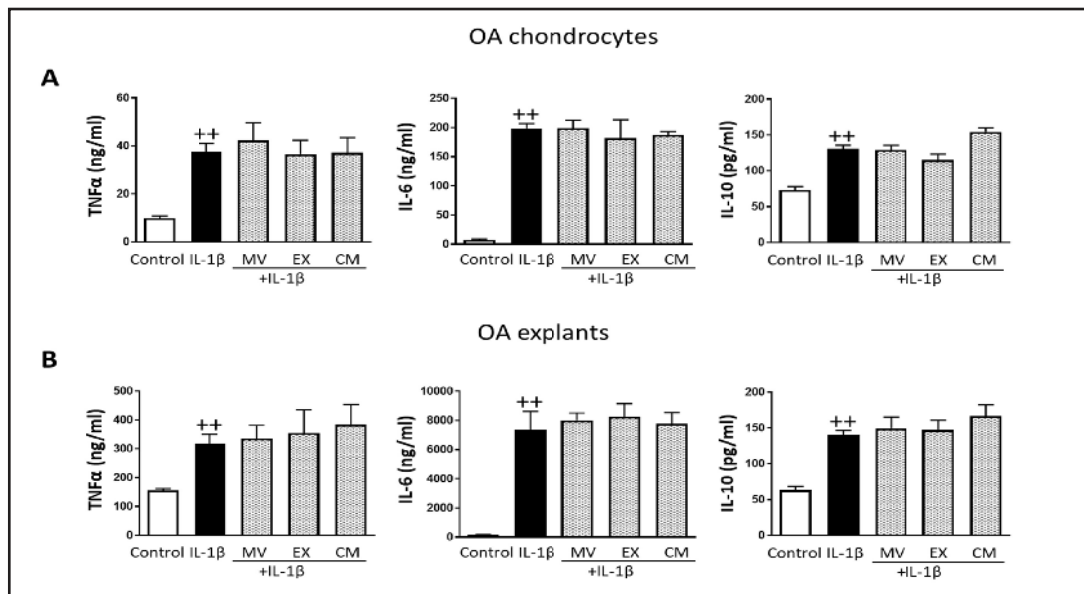 OA chondrocytes
A
TNFα (ng/ml)
60
40
20
0
++
Control IL-1β MV EX CM
+IL-1β
IL-6 (ng/ml)
250
200
150
100
50
0
++
Control IL-1β MV EX CM
+IL-1β
IL-10 (pg/ml)
200
150
100
50
0
++
Control IL-1β MV EX CM
+IL-1β
OA explants
B
TNFα (ng/ml)
500
400
300
200
100
0
++
Control IL-1β MV EX CM
+IL-1β
IL-6 (ng/ml)
10000
8000
6000
4000
2000
0
++
Control IL-1β MV EX CM
+IL-1β
IL-10 (pg/ml)
200
150
100
50
0
++
Control IL-1β MV EX CM
+IL-1β